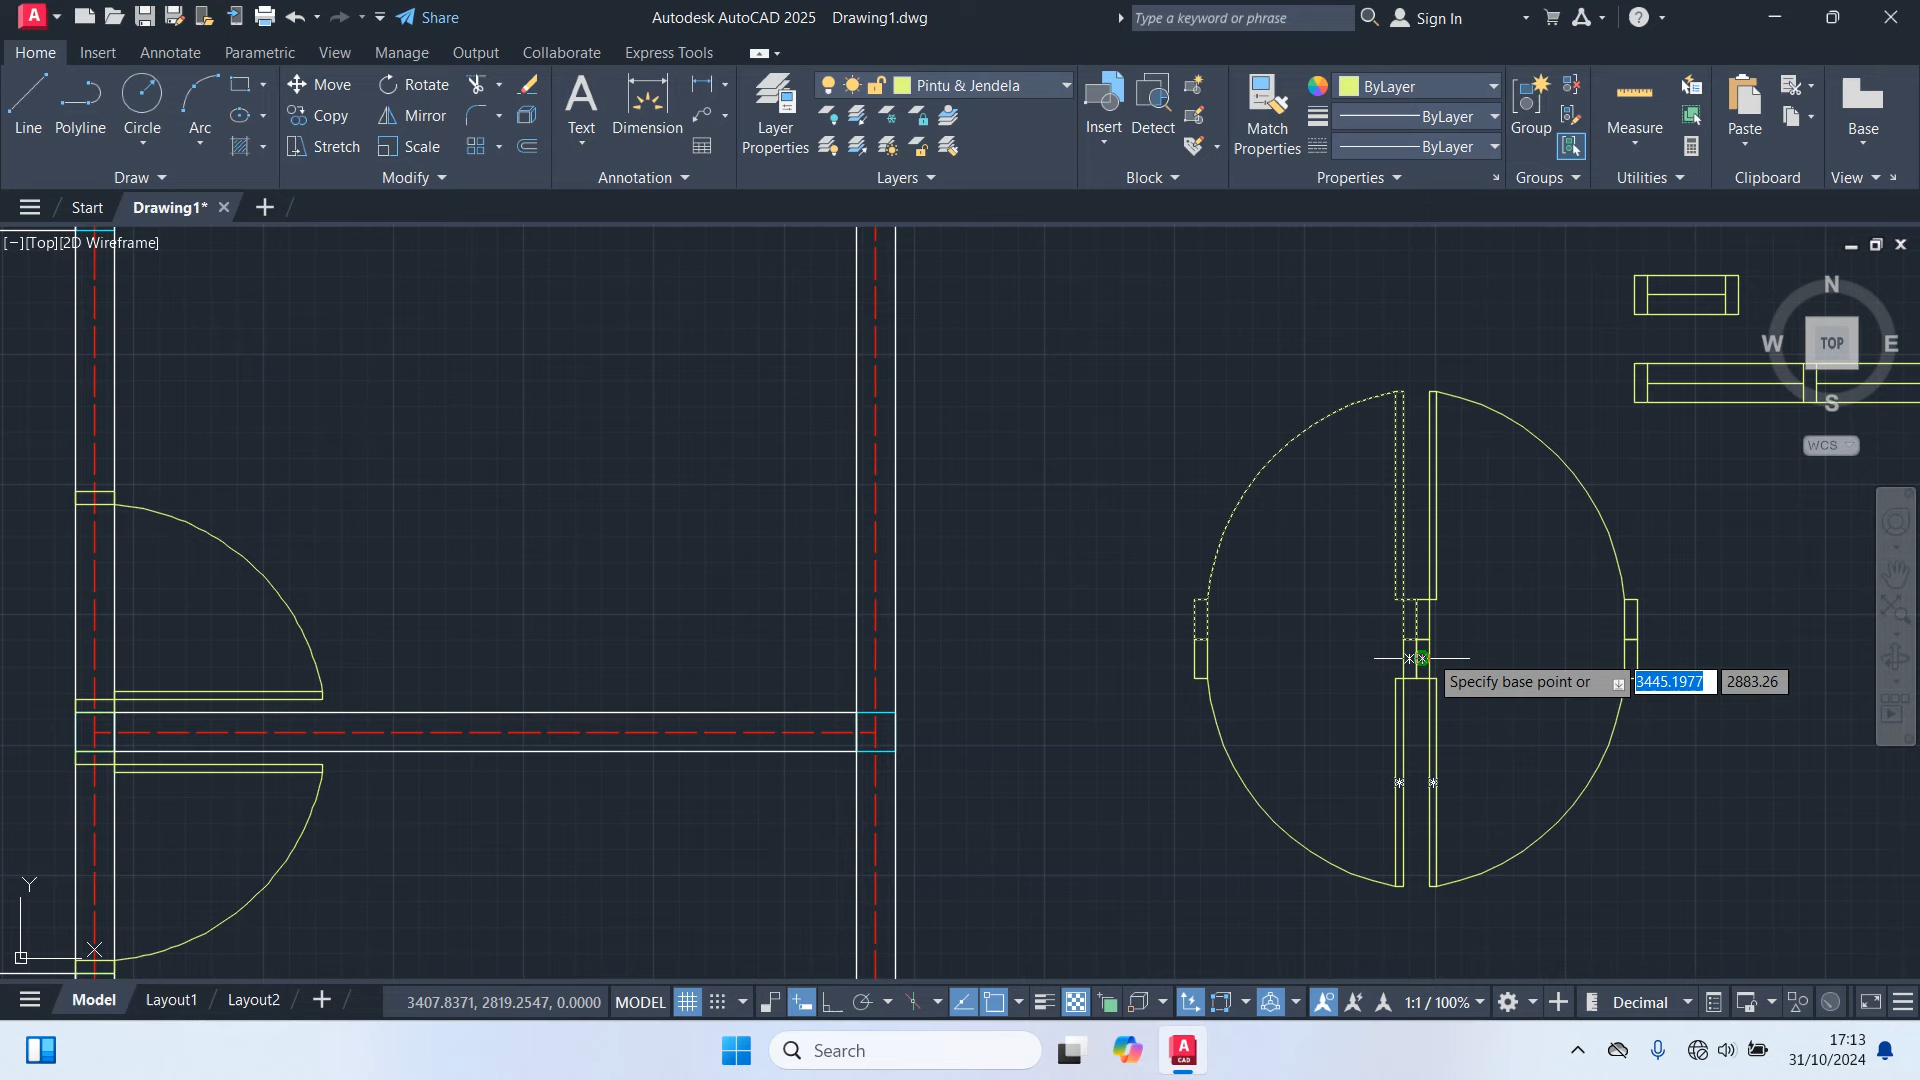 Share
Autodesk AutoCAD 2025 Drawing1.dwg
Type a keyword or phrase
Sign In
Home Insert Annotate Parametric View Manage Output Collaborate Express Tools
Line Polyline Circle Arc
Move Rotate
Copy Mirror
Stretch Scale
Text Dimension
Layer Properties
Pintu & Jendela
Insert Detect
Match Properties
ByLayer
ByLayer
ByLayer
Group
Measure
Paste
Base
Draw Modify Annotation Layers Block Properties Groups Utilities Clipboard View
Start Drawing1*
[−][Top][2D Wireframe]
N
W TOP E
S
WCS
Specify base point or 3445.1977 2883.26
Y
X
Model Layout1 Layout2
3407.8371, 2819.2547, 0.0000 MODEL
1:1 / 100%
Decimal
Search
A
CAD
17:13
31/10/2024